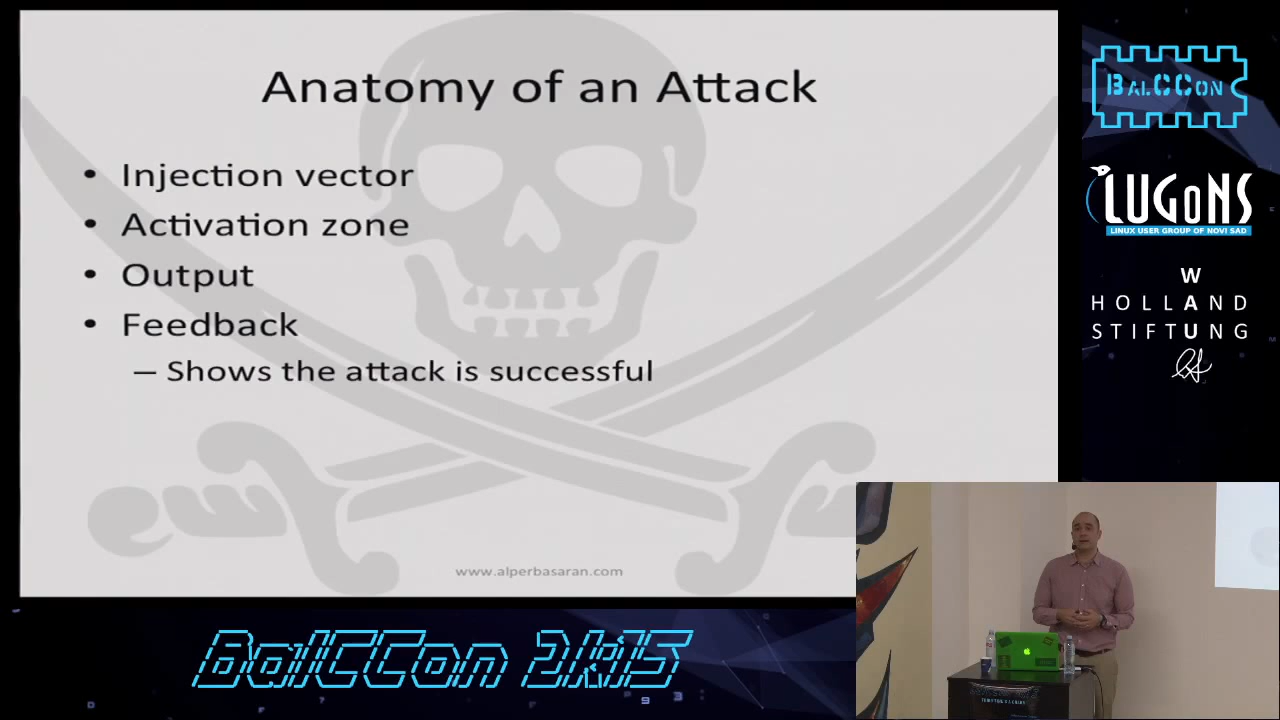 Anatomy of an Attack
• Injection vector
• Activation zone
• Output
• Feedback
– Shows the attack is successful
www.alperbasaran.com
BALCCON
LUGONS
LINUX USER GROUP OF NOVI SAD
W
HOLLAND
STIFTUNG
BalCCon 2k15